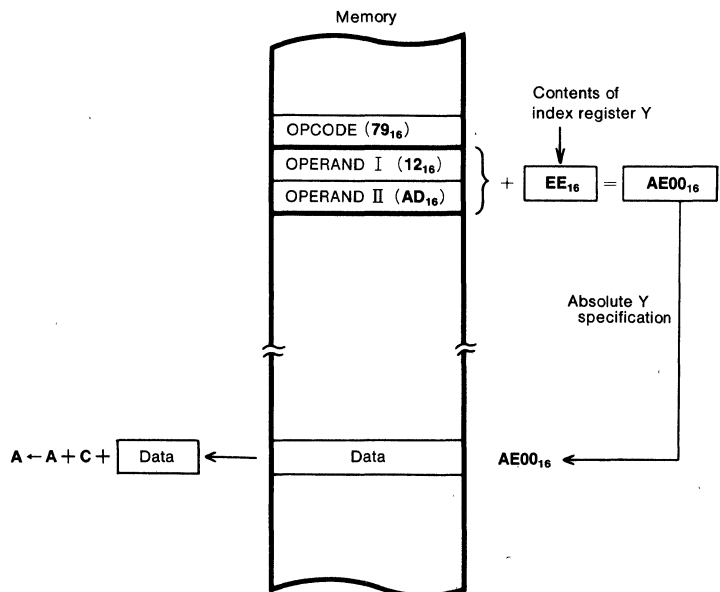 Memory
Contents of
index register Y
OPCODE (79₁₆)
OPERAND Ⅰ (12₁₆)
OPERAND Ⅱ (AD₁₆)
+ EE₁₆ = AE00₁₆
Absolute Y
specification
A ← A + C + Data ← Data AE00₁₆